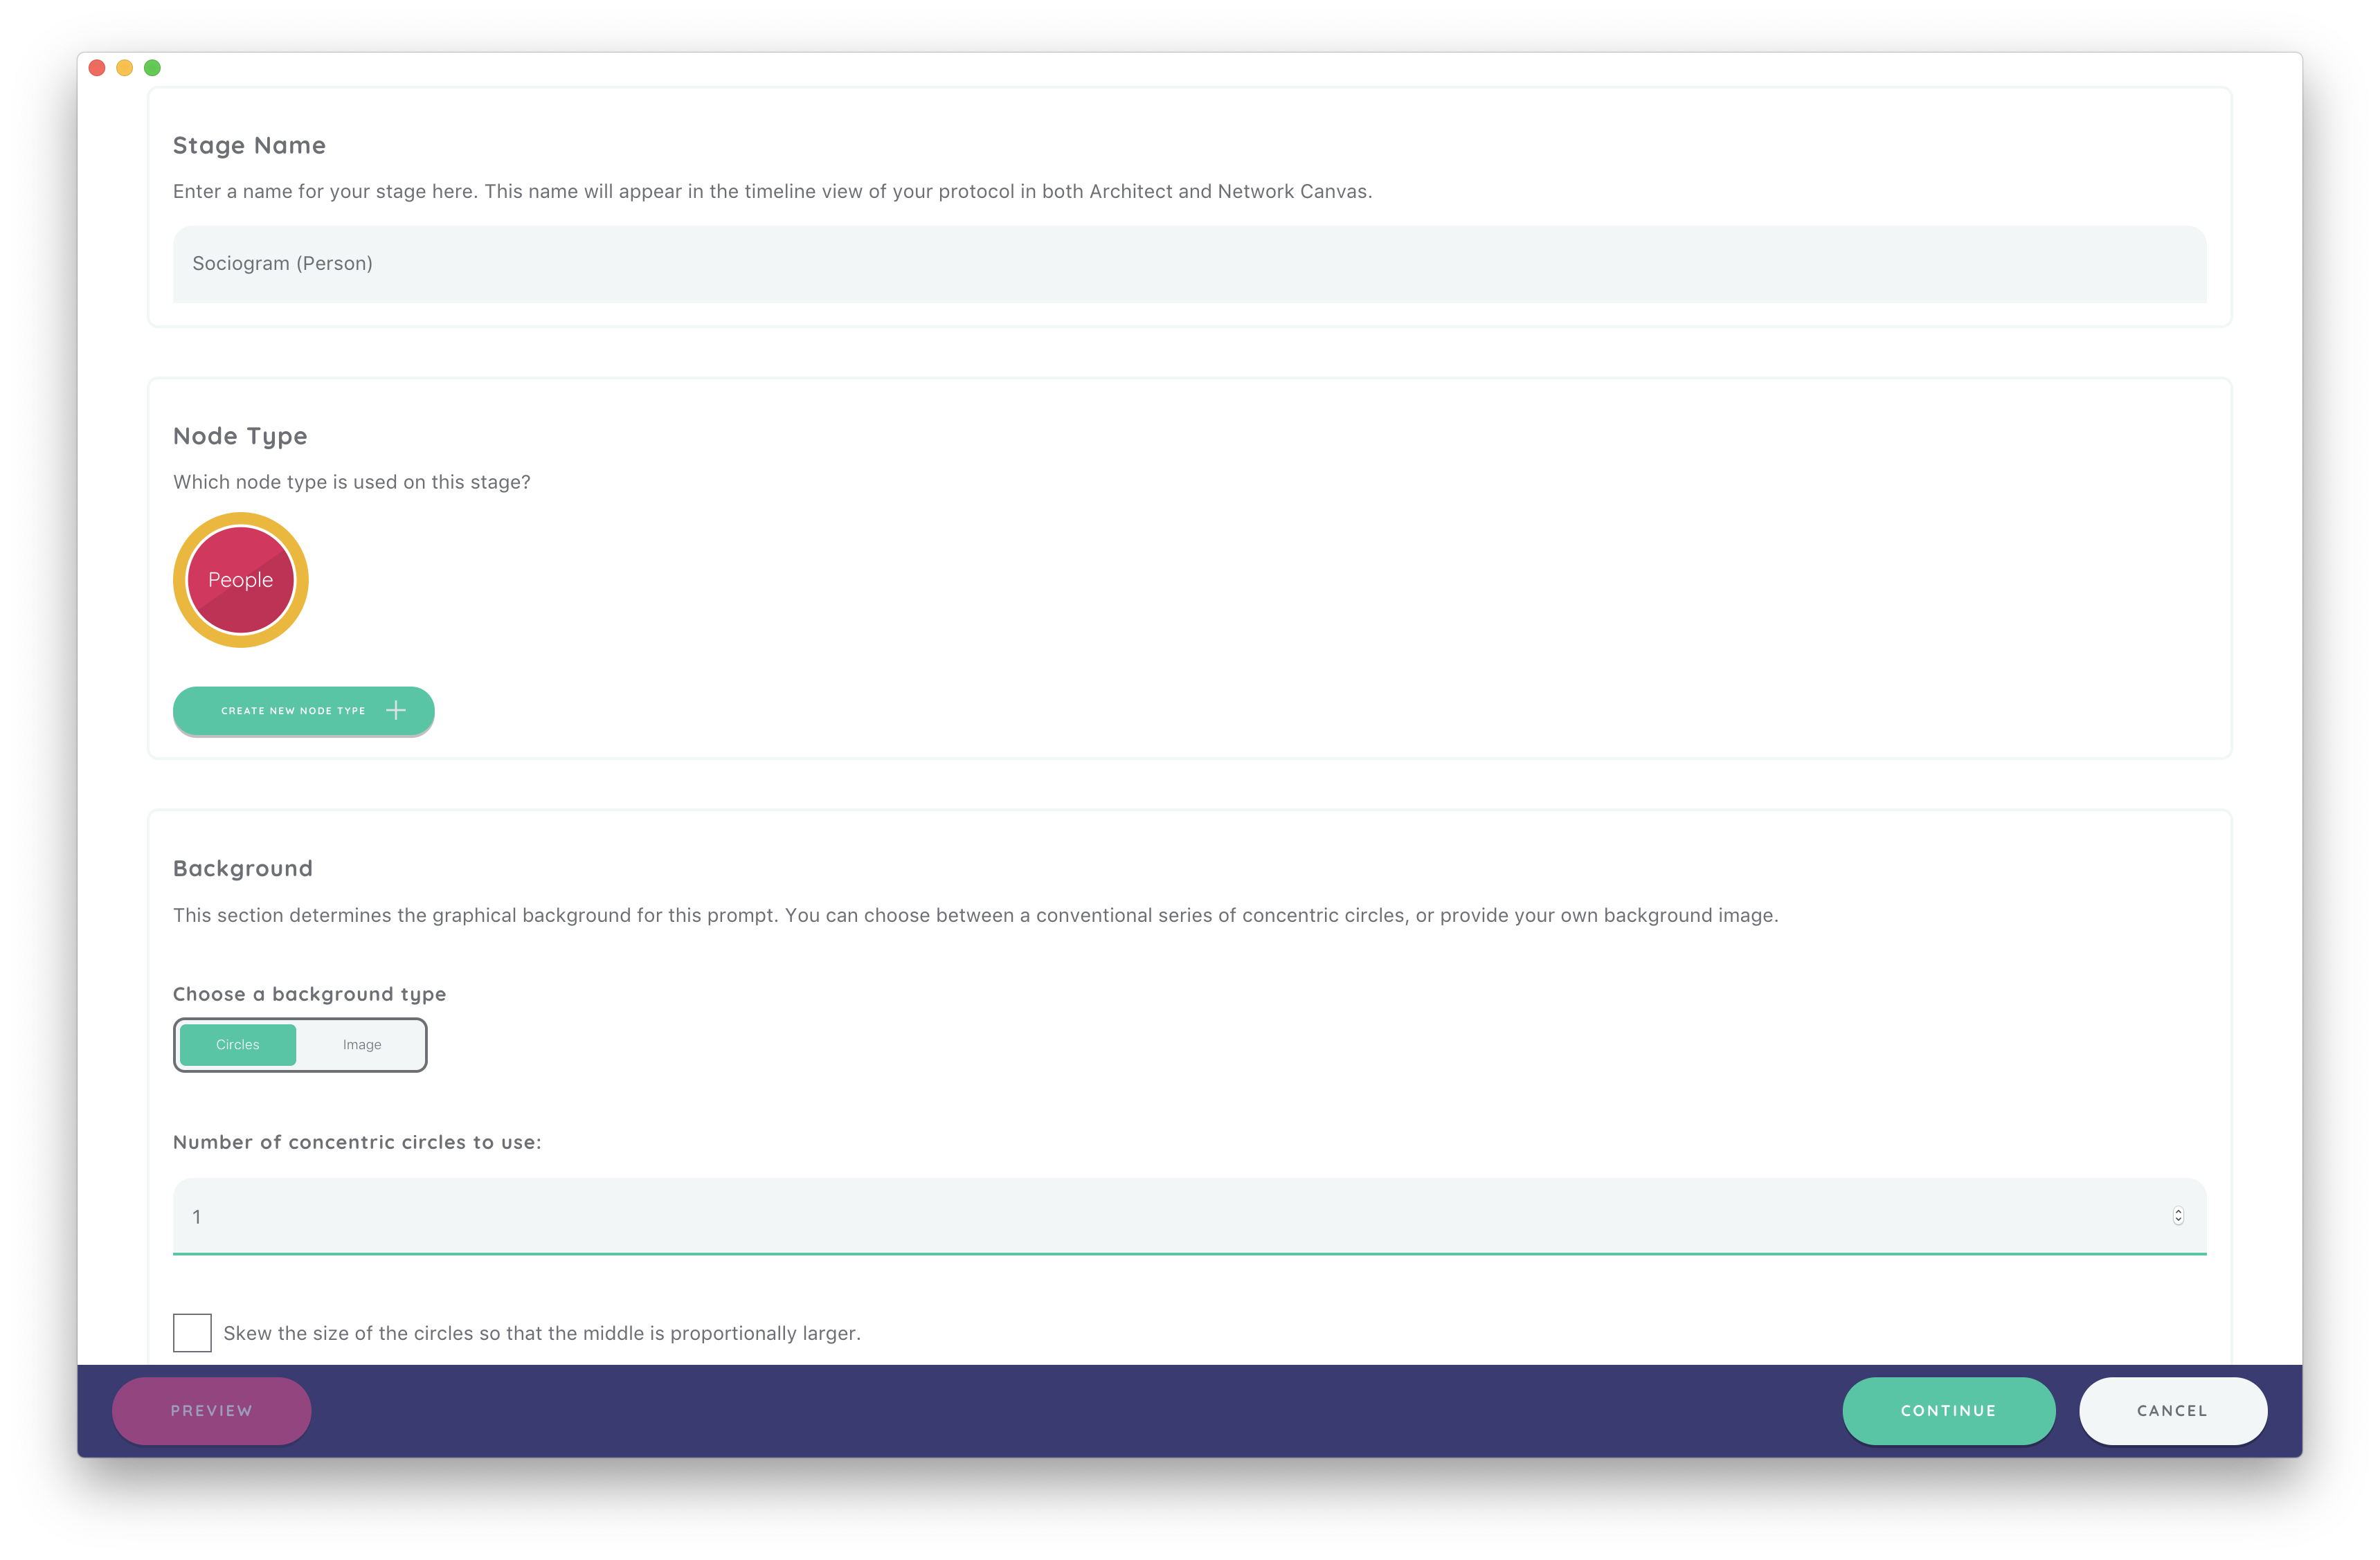 Stage Name
Enter a name for your stage here. This name will appear in the timeline view of your protocol in both Architect and Network Canvas.
Sociogram (Person)
Node Type
Which node type is used on this stage?
People
CREATE NEW NODE TYPE
Background
This section determines the graphical background for this prompt. You can choose between a conventional series of concentric circles, or provide your own background image.
Choose a background type
Circles Image
Number of concentric circles to use:
1
Skew the size of the circles so that the middle is proportionally larger.
PREVIEW CONTINUE CANCEL